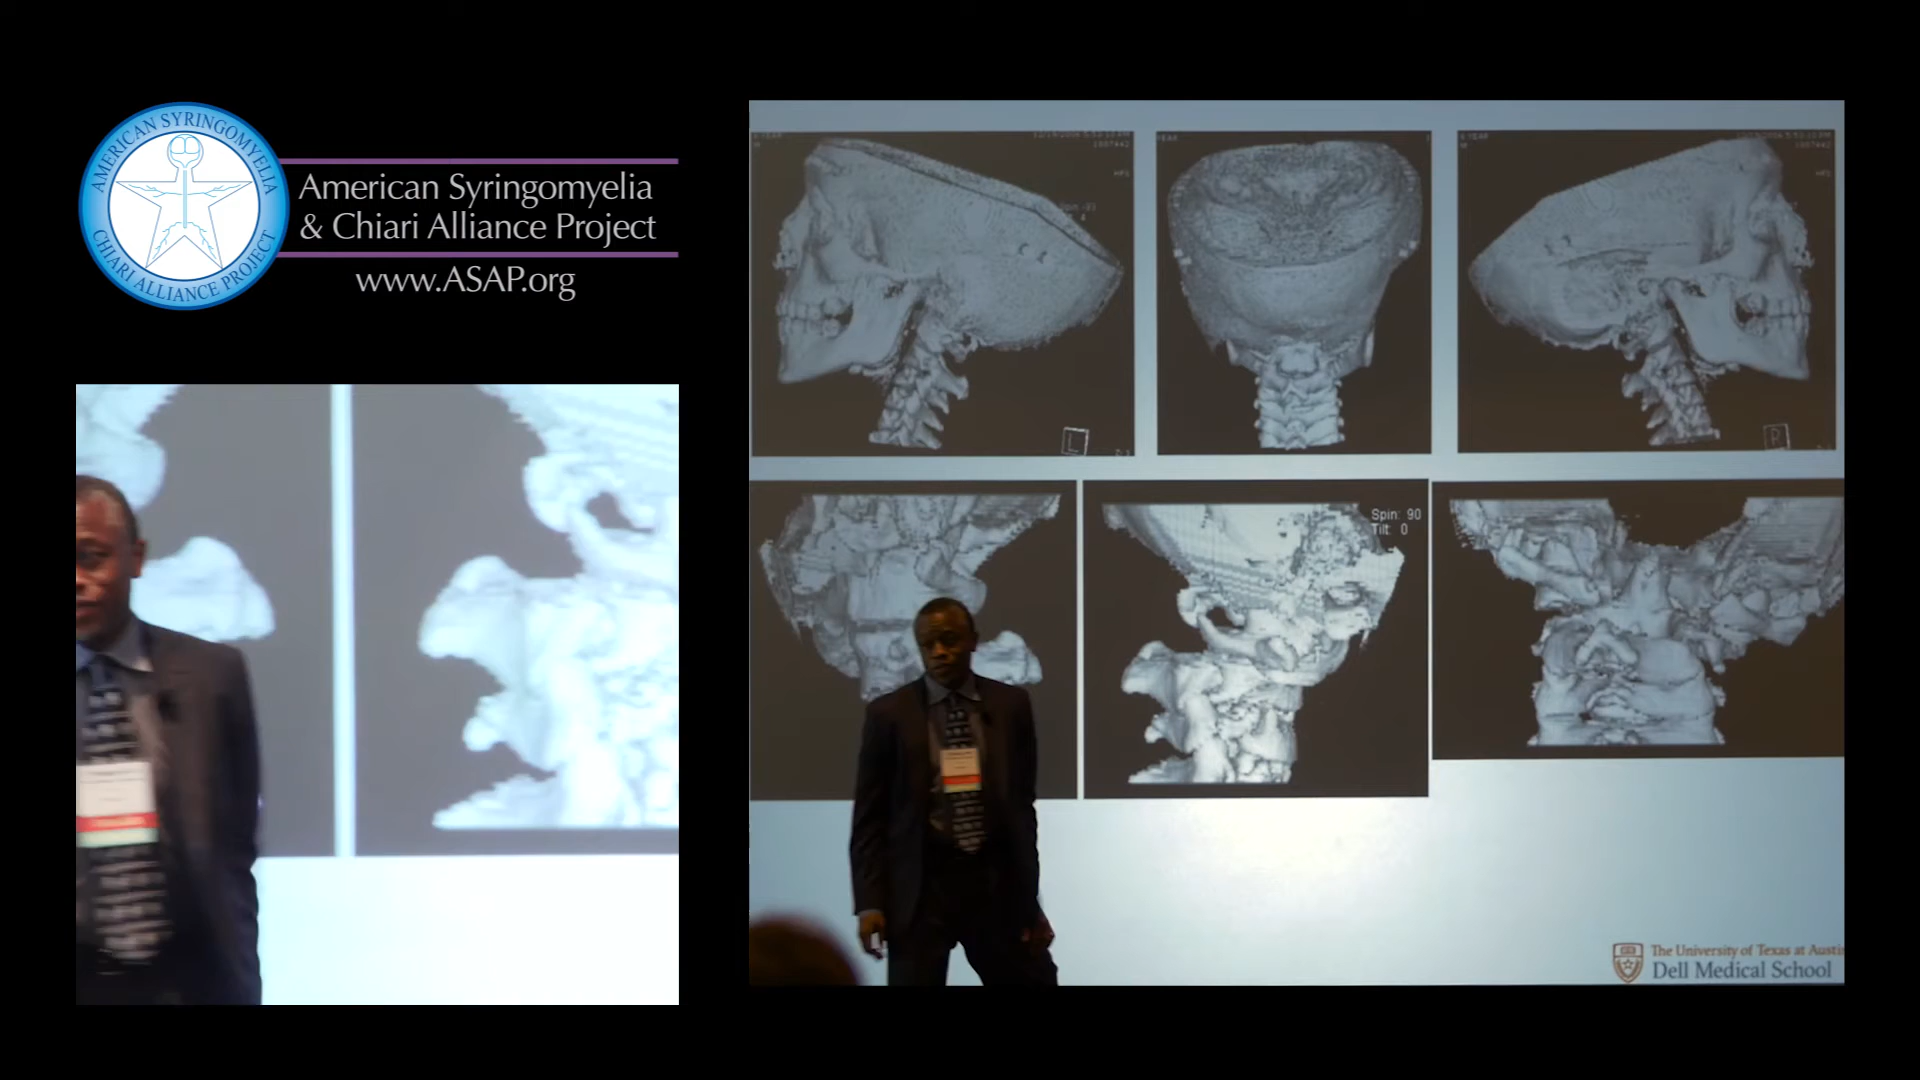 AMERICAN SYRINGOMYELIA
CHIARI ALLIANCE PROJECT
American Syringomyelia
& Chiari Alliance Project
www.ASAP.org
L
R
Spin: 90
Tilt: 0
The University of Texas at Austi
Dell Medical School